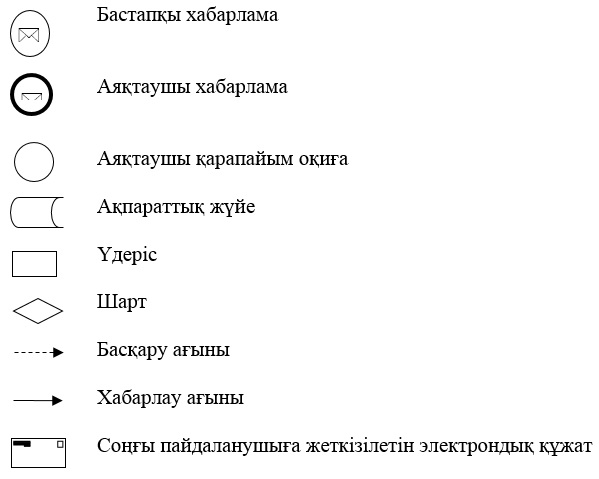 Бастапқы хабарлама
Аяқтаушы хабарлама
Аяқтаушы қарапайым оқиға
Ақпараттық жүйе
Үдеріс
Шарт
Басқару ағыны
Хабарлау ағыны
Соңғы пайдаланушыға жеткізілетін электрондық құжат